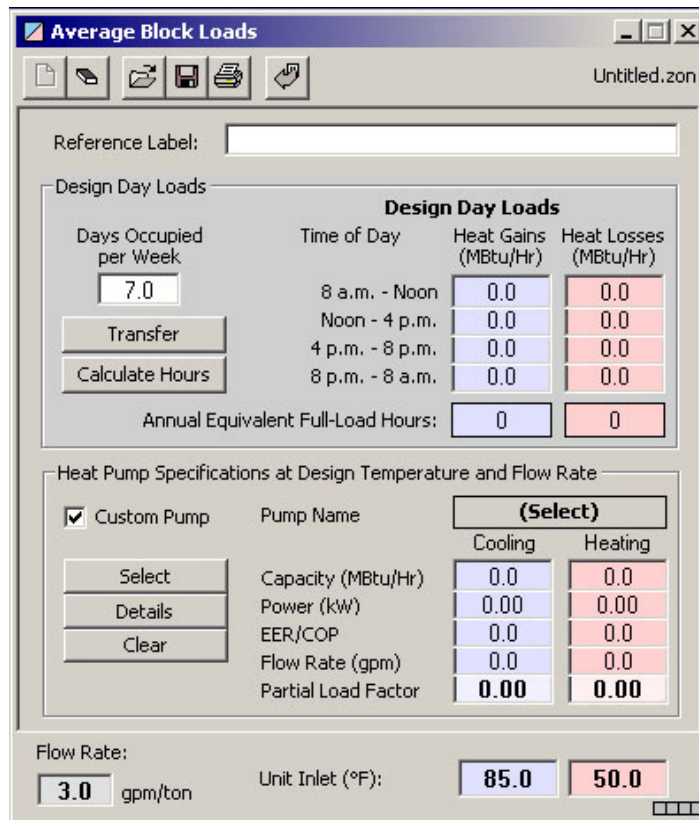 Average Block Loads
Untitled.zon
Reference Label:
Design Day Loads
Design Day Loads
Days Occupied per Week
Time of Day
Heat Gains (MBtu/Hr)
Heat Losses (MBtu/Hr)
7.0
8 a.m. - Noon 0.0 0.0
Transfer
Noon - 4 p.m. 0.0 0.0
4 p.m. - 8 p.m. 0.0 0.0
Calculate Hours
8 p.m. - 8 a.m. 0.0 0.0
Annual Equivalent Full-Load Hours: 0 0
Heat Pump Specifications at Design Temperature and Flow Rate
Custom Pump
Pump Name (Select)
Cooling Heating
Select
Capacity (MBtu/Hr) 0.0 0.0
Details
Power (kW) 0.00 0.00
Clear
EER/COP 0.0 0.0
Flow Rate (gpm) 0.0 0.0
Partial Load Factor 0.00 0.00
Flow Rate:
3.0 gpm/ton
Unit Inlet (°F): 85.0 50.0